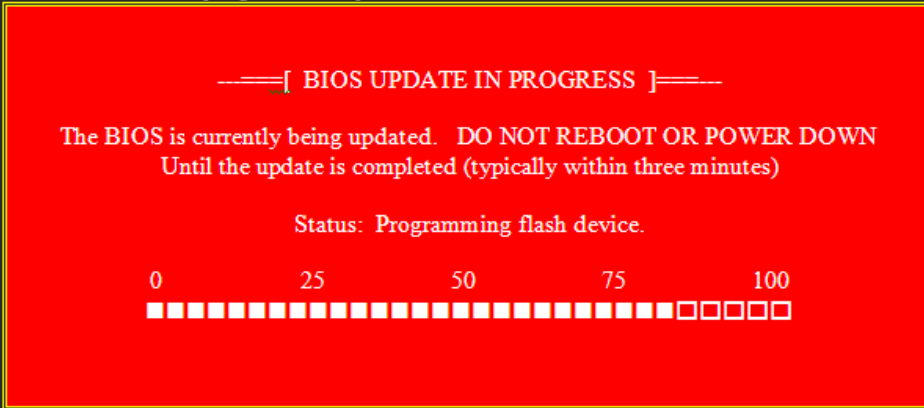 ---===[ BIOS UPDATE IN PROGRESS ]===---
The BIOS is currently being updated. DO NOT REBOOT OR POWER DOWN
Until the update is completed (typically within three minutes)
Status: Programming flash device.
0 25 50 75 100